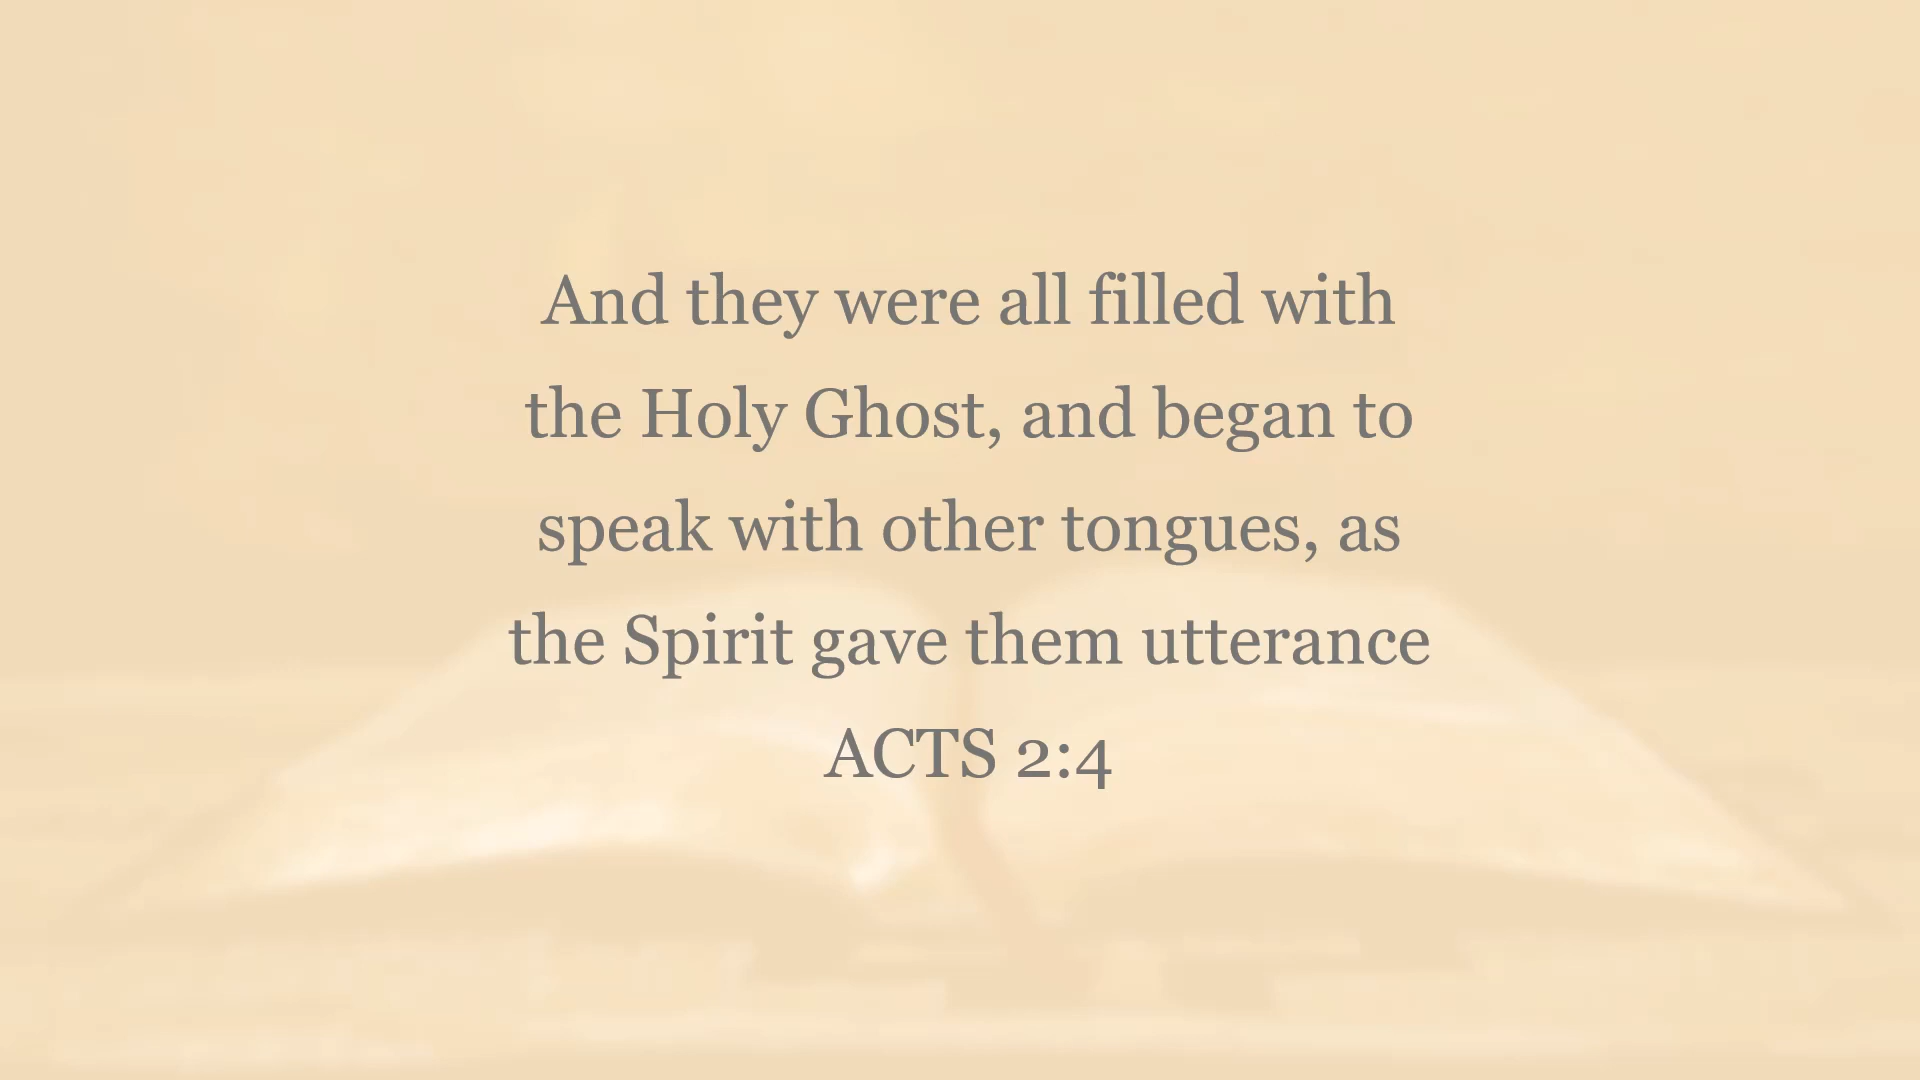 And they were all filled with
the Holy Ghost, and began to
speak with other tongues, as
the Spirit gave them utterance
ACTS 2:4